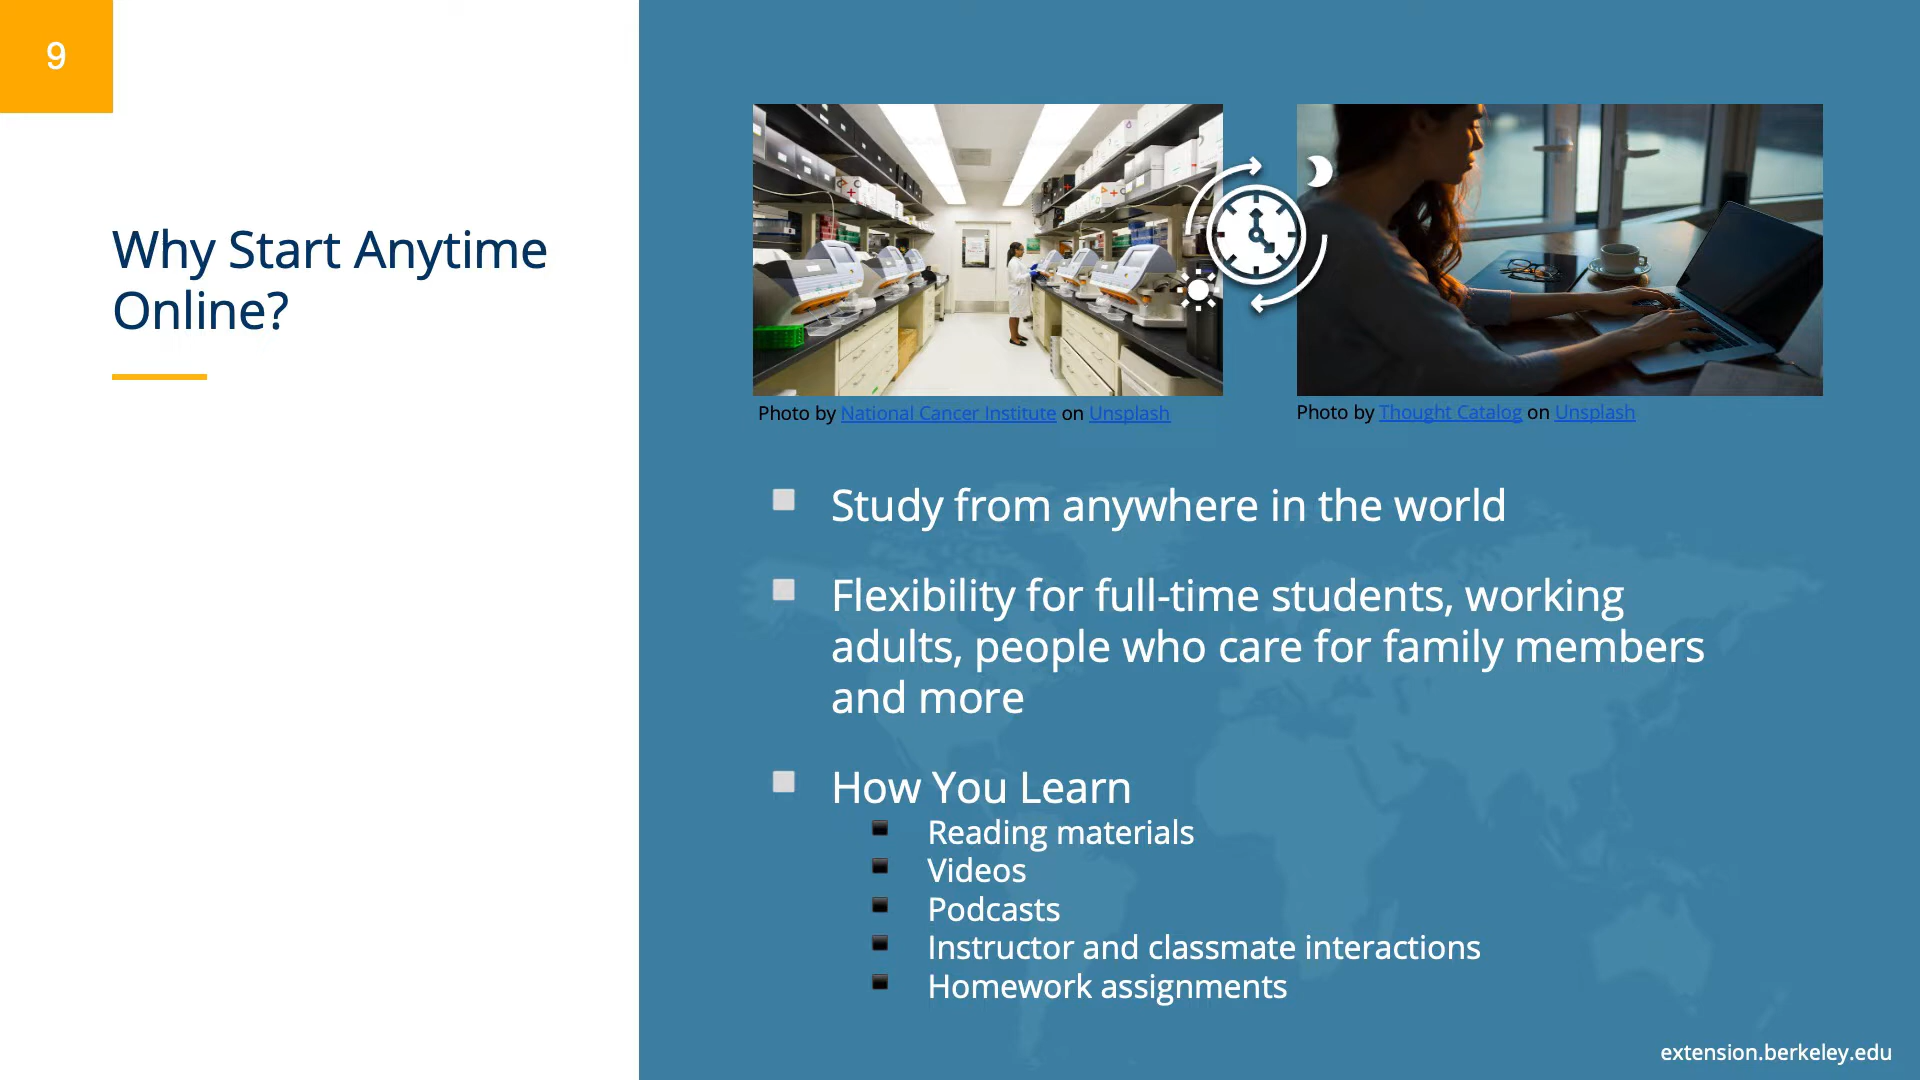 9
Why Start Anytime
Online?
Photo by National Cancer Institute on Unsplash
Photo by Thought Catalog on Unsplash
Study from anywhere in the world
Flexibility for full-time students, working
adults, people who care for family members
and more
How You Learn
Reading materials
Videos
Podcasts
Instructor and classmate interactions
Homework assignments
extension.berkeley.edu